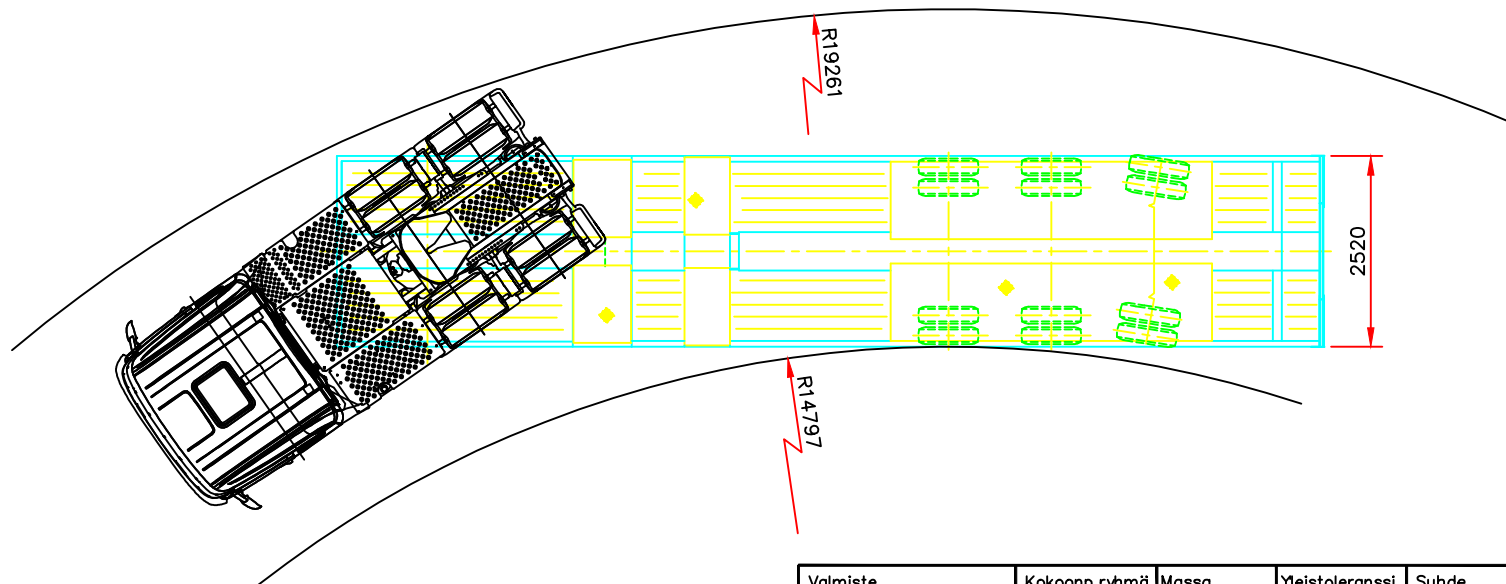 R19261
2520
R14797
Valmiste
Kokoonp.ryhmä
Massa
Yleistoleranssi
Suhde